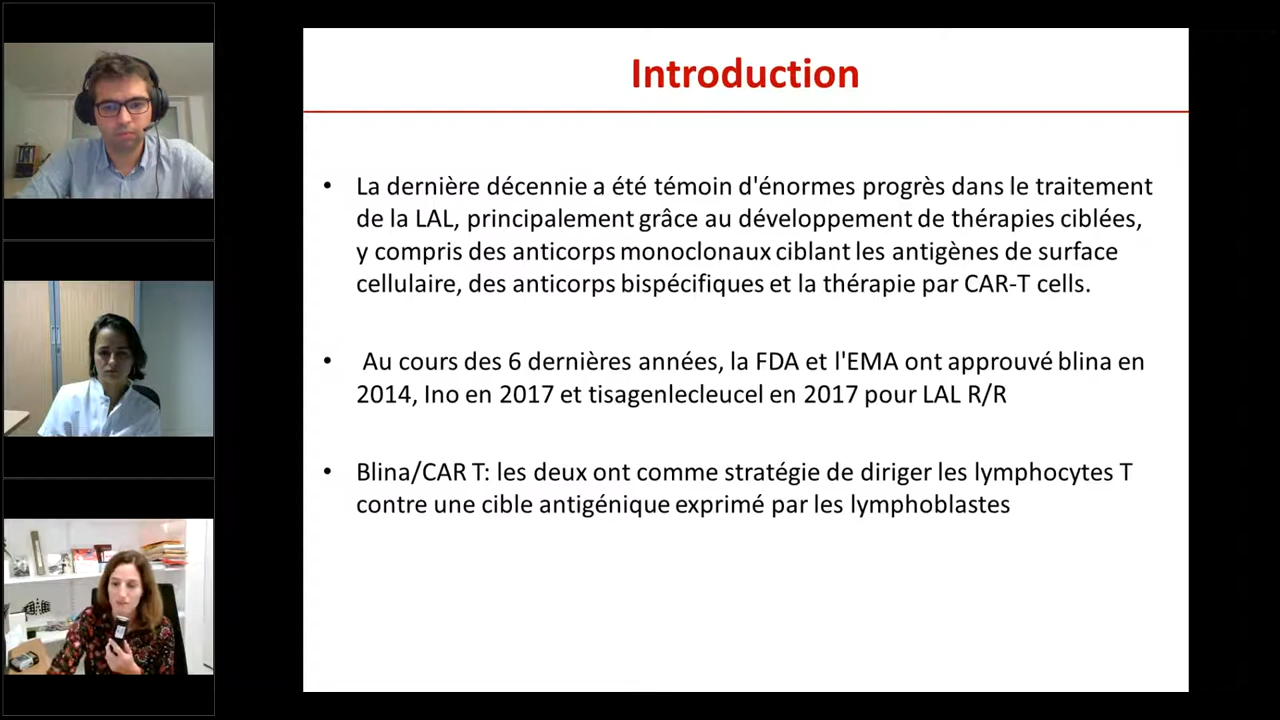 Introduction
• La dernière décennie a été témoin d'énormes progrès dans le traitement
de la LAL, principalement grâce au développement de thérapies ciblées,
y compris des anticorps monoclonaux ciblant les antigènes de surface
cellulaire, des anticorps bispécifiques et la thérapie par CAR-T cells.
• Au cours des 6 dernières années, la FDA et l'EMA ont approuvé blina en
2014, Ino en 2017 et tisagenlecleucel en 2017 pour LAL R/R
• Blina/CAR T: les deux ont comme stratégie de diriger les lymphocytes T
contre une cible antigénique exprimé par les lymphoblastes